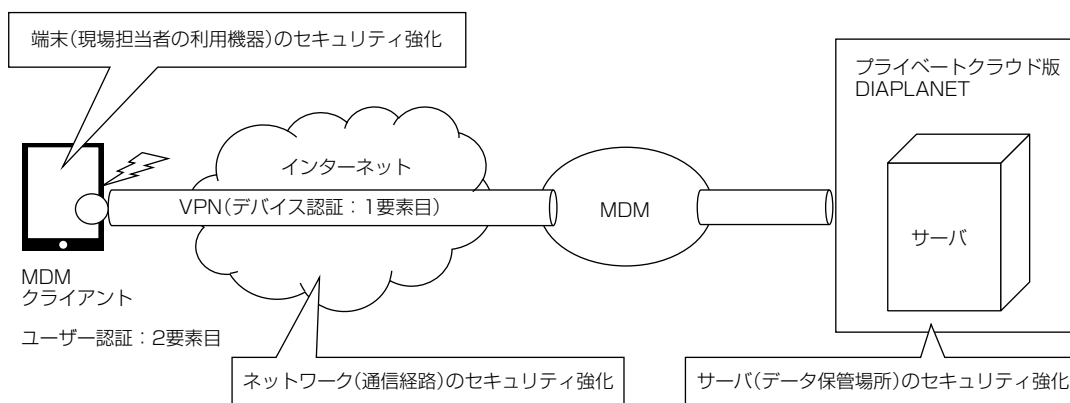 端末(現場担当者の利用機器)のセキュリティ強化
プライベートクラウド版
DIAPLANET
インターネット
VPN(デバイス認証：1要素目)
MDM
サーバ
MDM
クライアント
ユーザー認証：2要素目
ネットワーク(通信経路)のセキュリティ強化
サーバ(データ保管場所)のセキュリティ強化